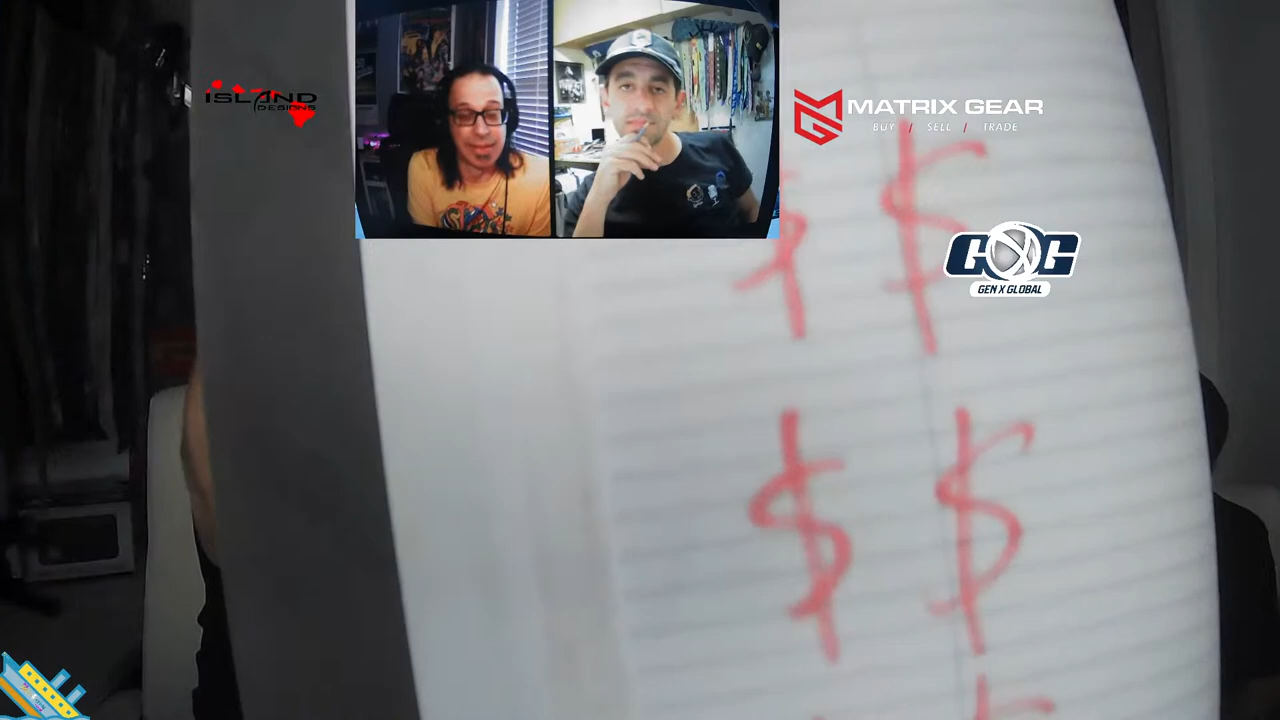 ISLAND
DESIGNS
MATRIX GEAR
BUY / SELL / TRADE
GXG
GEN X GLOBAL
$ $
$ $